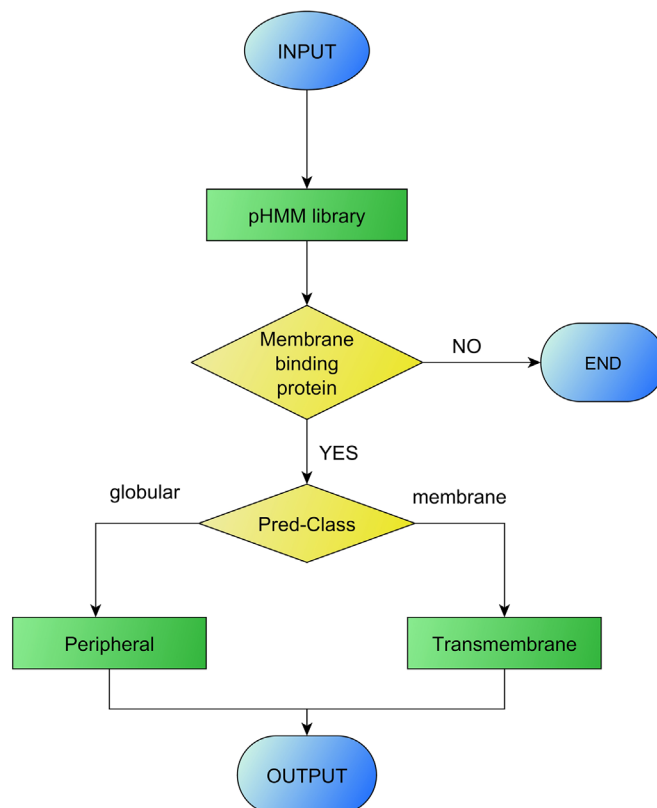 INPUT
pHMM library
Membrane
binding
protein
NO
END
YES
globular
membrane
Pred-Class
Peripheral
Transmembrane
OUTPUT